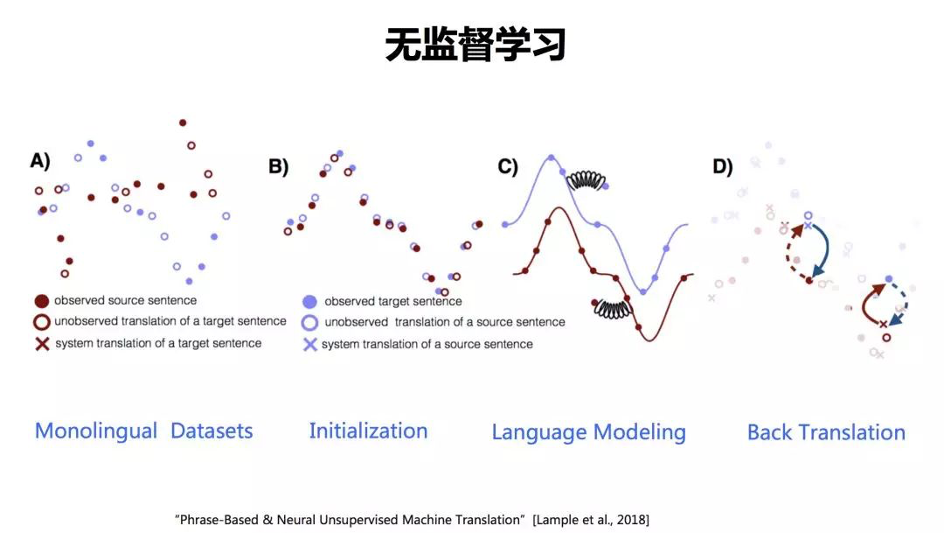 无监督学习
A)
B)
C)
D)
observed source sentence
unobserved translation of a target sentence
system translation of a target sentence
observed target sentence
unobserved translation of a source sentence
system translation of a source sentence
Monolingual Datasets
Initialization
Language Modeling
Back Translation
“Phrase-Based & Neural Unsupervised Machine Translation” [Lample et al., 2018]